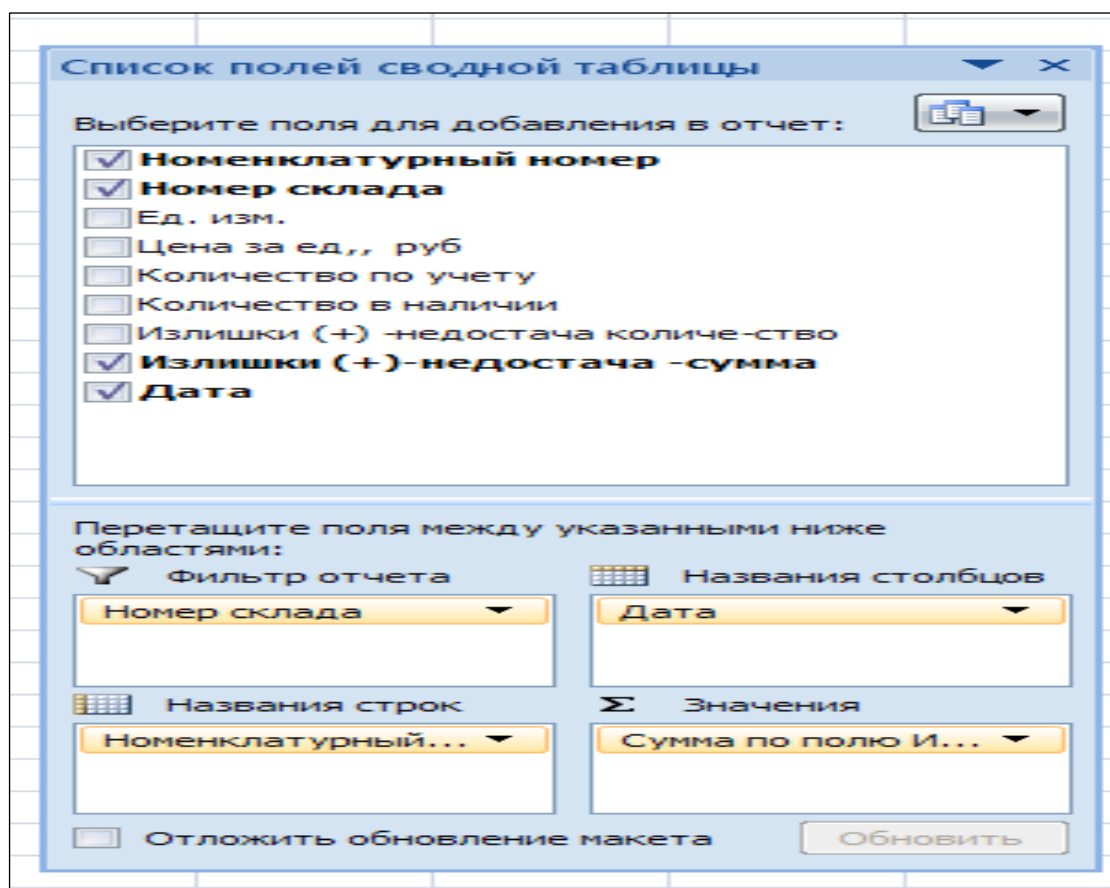 Список полей сводной таблицы
Выберите поля для добавления в отчет:
Номенклатурный номер
Номер склада
Ед. изм.
Цена за ед,, руб
Количество по учету
Количество в наличии
Излишки (+) -недостача количе-ство
Излишки (+)-недостача -сумма
Дата
Перетащите поля между указанными ниже
областями:
Фильтр отчета
Названия столбцов
Номер склада
Дата
Названия строк
Σ Значения
Номенклатурный...
Сумма по полю И...
Отложить обновление макета
Обновить